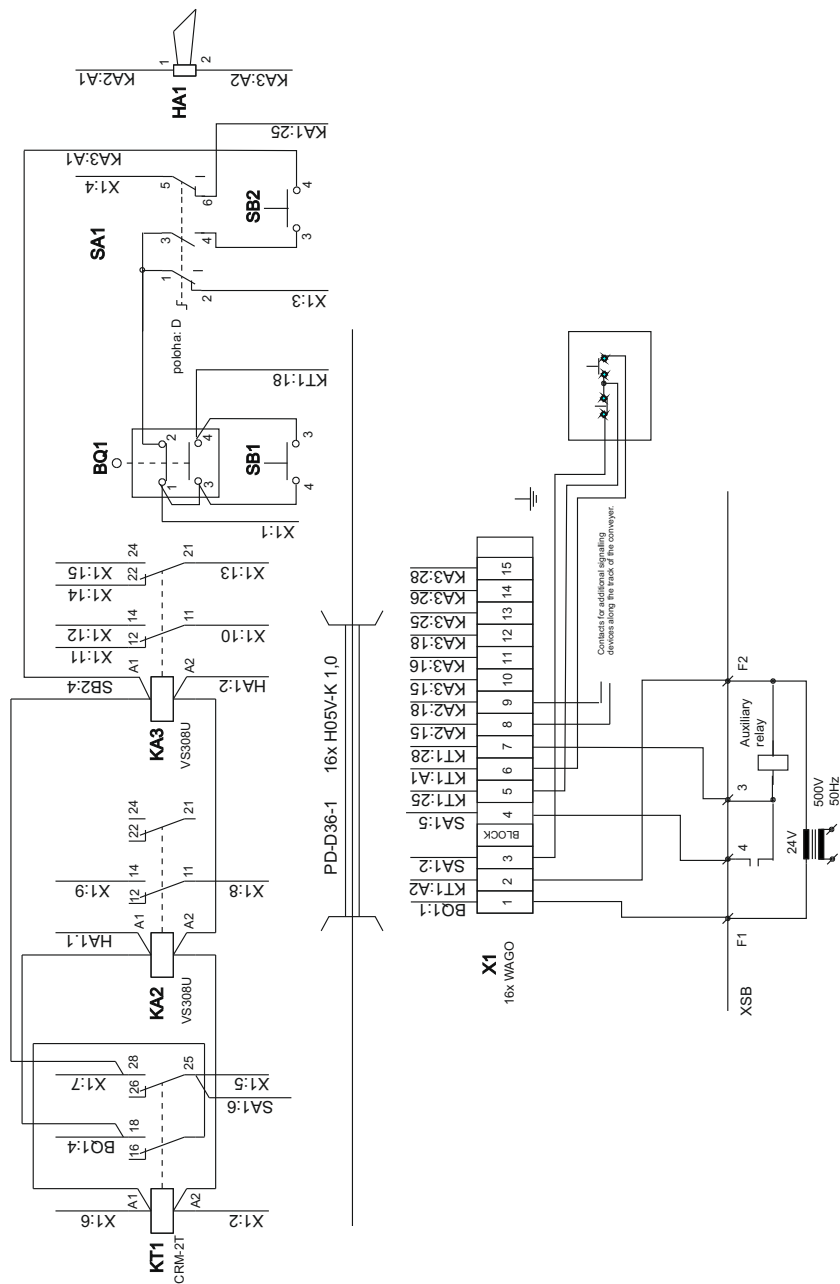 KT1
CRM-2T
A1
A2
X1:6
X1:2
16
18
BQ1:4
26
28
25
X1:7
X1:5
SA1:6
KA2
VS308U
A1
A2
HA1.1
12
14
11
X1:9
X1:8
22
24
21
KA3
VS308U
A1
A2
SB2:4
HA1:2
12
14
11
X1:11
X1:12
X1:10
22
24
21
X1:14
X1:15
X1:13
BQ1
1
2
3
4
X1:1
KT1:18
SB1
4
3
SA1
poloha: D
1
2
3
4
5
6
X1:3
X1:4
KA3:A1
KA1:25
SB2
3
4
HA1
1
2
KA2:A1
KA3:A2
PD-D36-1
16x H05V-K 1,0
X1
16x WAGO
BQ1:1
KT1:A2
SA1:2
SA1:5
KT1:25
KT1:A1
KT1:28
KA2:15
KA2:18
KA3:15
KA3:16
KA3:18
KA3:25
KA3:26
KA3:28
1
2
3
BLOCK
4
5
6
7
8
9
10
11
12
13
14
15
Contacts for additional signalling
devices along the track of the conveyer.
XSB
F1
4
3
F2
Auxiliary
relay
24V
500V
50Hz